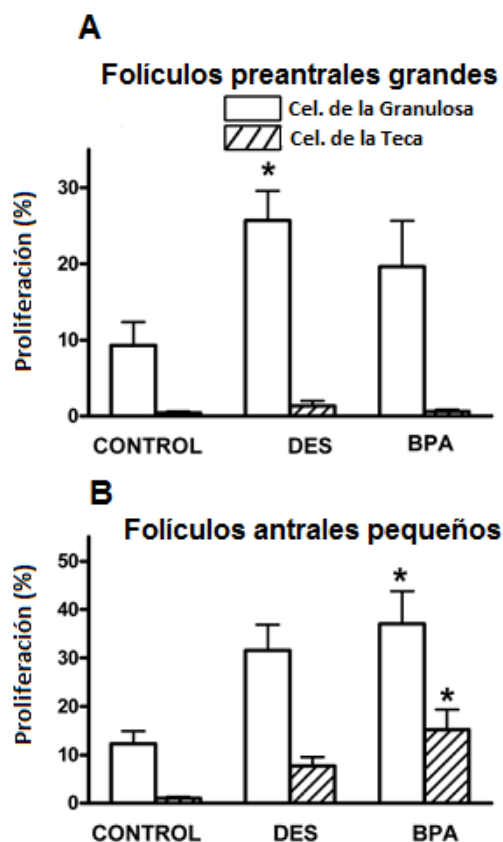 A
Folículos preantrales grandes
Cel. de la Granulosa
Cel. de la Teca
Proliferación (%)
30
20
10
0
*
CONTROL DES BPA
B
Folículos antrales pequeños
Proliferación (%)
50
40
30
20
10
0
*
*
CONTROL DES BPA